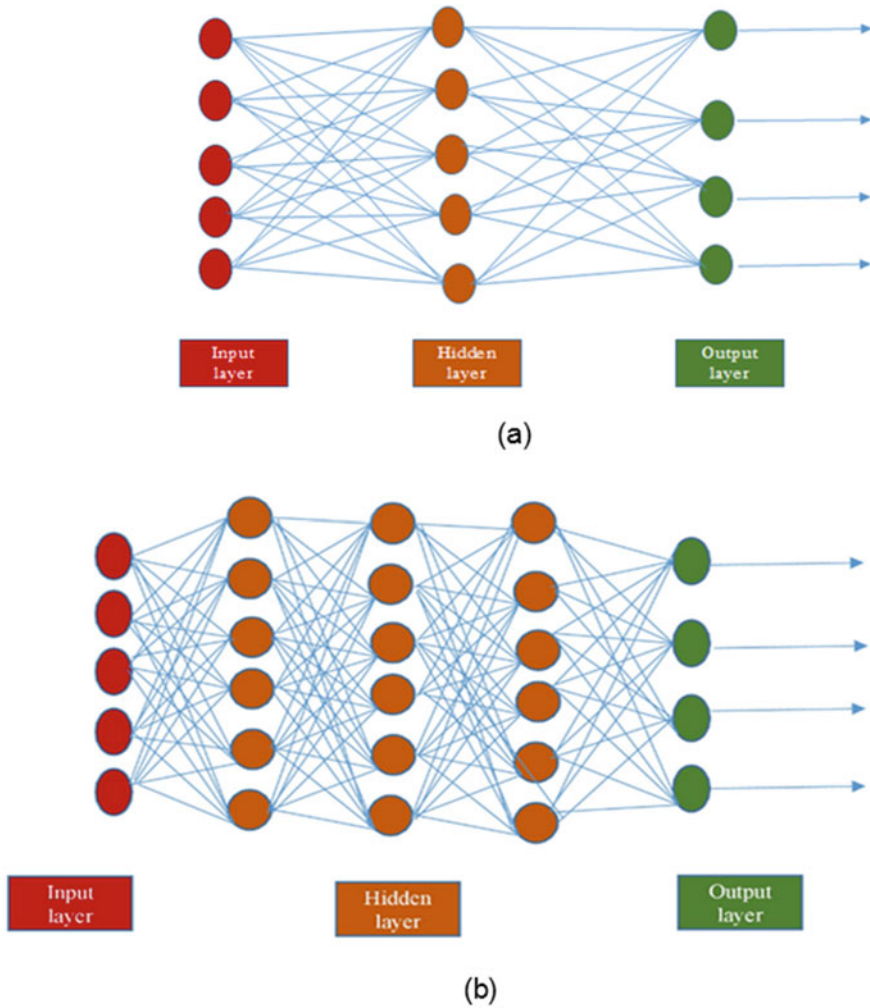 Input
layer
Hidden
layer
Output
layer
(a)
Input
layer
Hidden
layer
Output
layer
(b)